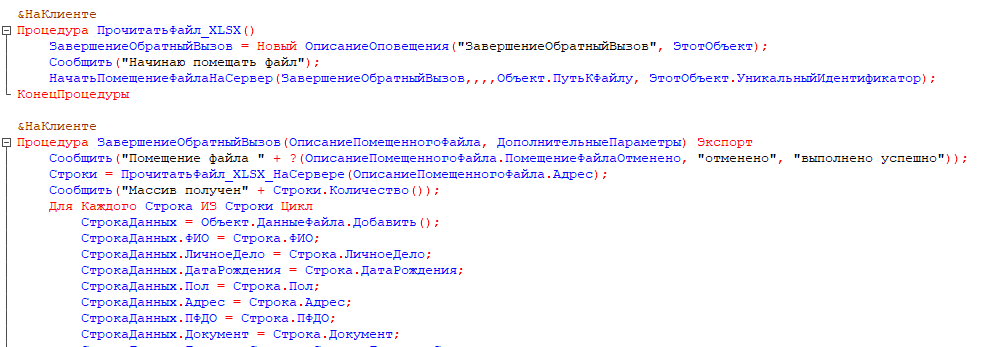 &НаКлиенте
Процедура ПрочитатьФайл_XLSX()
ЗавершениеОбратныйВызов = Новый ОписаниеОповещения("ЗавершениеОбратныйВызов", ЭтотОбъект);
Сообщить("Начинаю помещать файл");
НачатьПомещениеФайлаНаСервер(ЗавершениеОбратныйВызов,,,,Объект.ПутьКФайлу, ЭтотОбъект.УникальныйИдентификатор);
КонецПроцедуры
&НаКлиенте
Процедура ЗавершениеОбратныйВызов(ОписаниеПомещенногоФайла, ДополнительныеПараметры) Экспорт
Сообщить("Помещение файла " + ?(ОписаниеПомещенногоФайла.ПомещениеФайлаОтменено, "отменено", "выполнено успешно"));
Строки = ПрочитатьФайл_XLSX_НаСервере(ОписаниеПомещенногоФайла.Адрес);
Сообщить("Массив получен" + Строки.Количество());
Для Каждого Строка ИЗ Строки Цикл
СтрокаДанных = Объект.ДанныеФайла.Добавить();
СтрокаДанных.ФИО = Строка.ФИО;
СтрокаДанных.ЛичноеДело = Строка.ЛичноеДело;
СтрокаДанных.ДатаРождения = Строка.ДатаРождения;
СтрокаДанных.Пол = Строка.Пол;
СтрокаДанных.Адрес = Строка.Адрес;
СтрокаДанных.ПФДО = Строка.ПФДО;
СтрокаДанных.Документ = Строка.Документ;